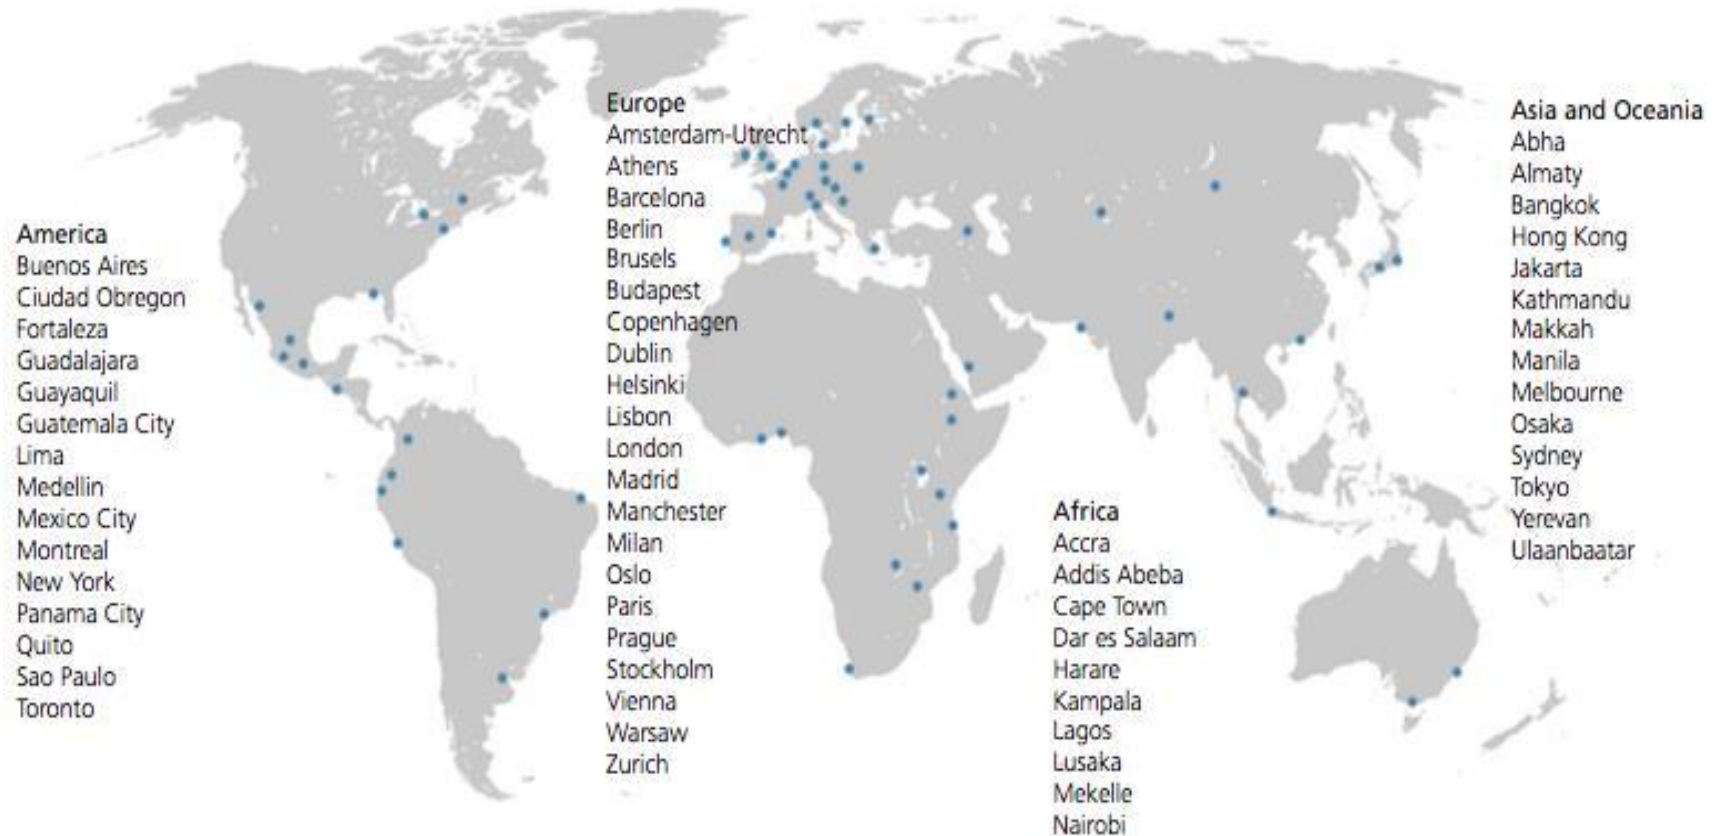 America
Buenos Aires
Ciudad Obregon
Fortaleza
Guadalajara
Guayaquil
Guatemala City
Lima
Medellin
Mexico City
Montreal
New York
Panama City
Quito
Sao Paulo
Toronto
Europe
Amsterdam-Utrecht
Athens
Barcelona
Berlin
Brusels
Budapest
Copenhagen
Dublin
Helsinki
Lisbon
London
Madrid
Manchester
Milan
Oslo
Paris
Prague
Stockholm
Vienna
Warsaw
Zurich
Africa
Accra
Addis Abeba
Cape Town
Dar es Salaam
Harare
Kampala
Lagos
Lusaka
Mekelle
Nairobi
Asia and Oceania
Abha
Almaty
Bangkok
Hong Kong
Jakarta
Kathmandu
Makkah
Manila
Melbourne
Osaka
Sydney
Tokyo
Yerevan
Ulaanbaatar